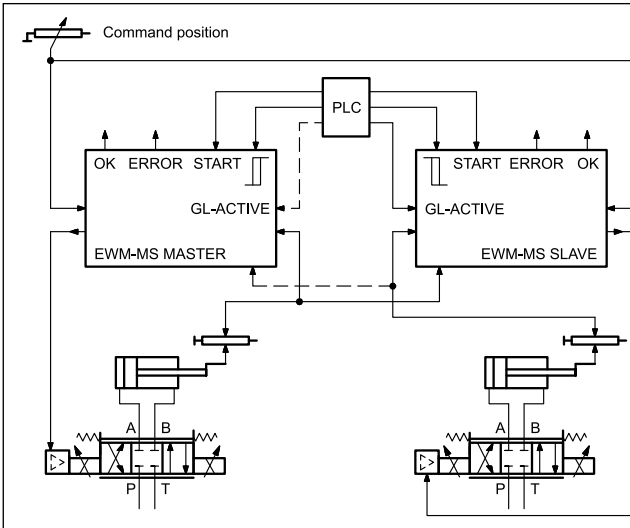 Command position
PLC
OK ERROR START
START ERROR OK
GL-ACTIVE
GL-ACTIVE
EWM-MS MASTER
EWM-MS SLAVE
A B
A B
P T
P T